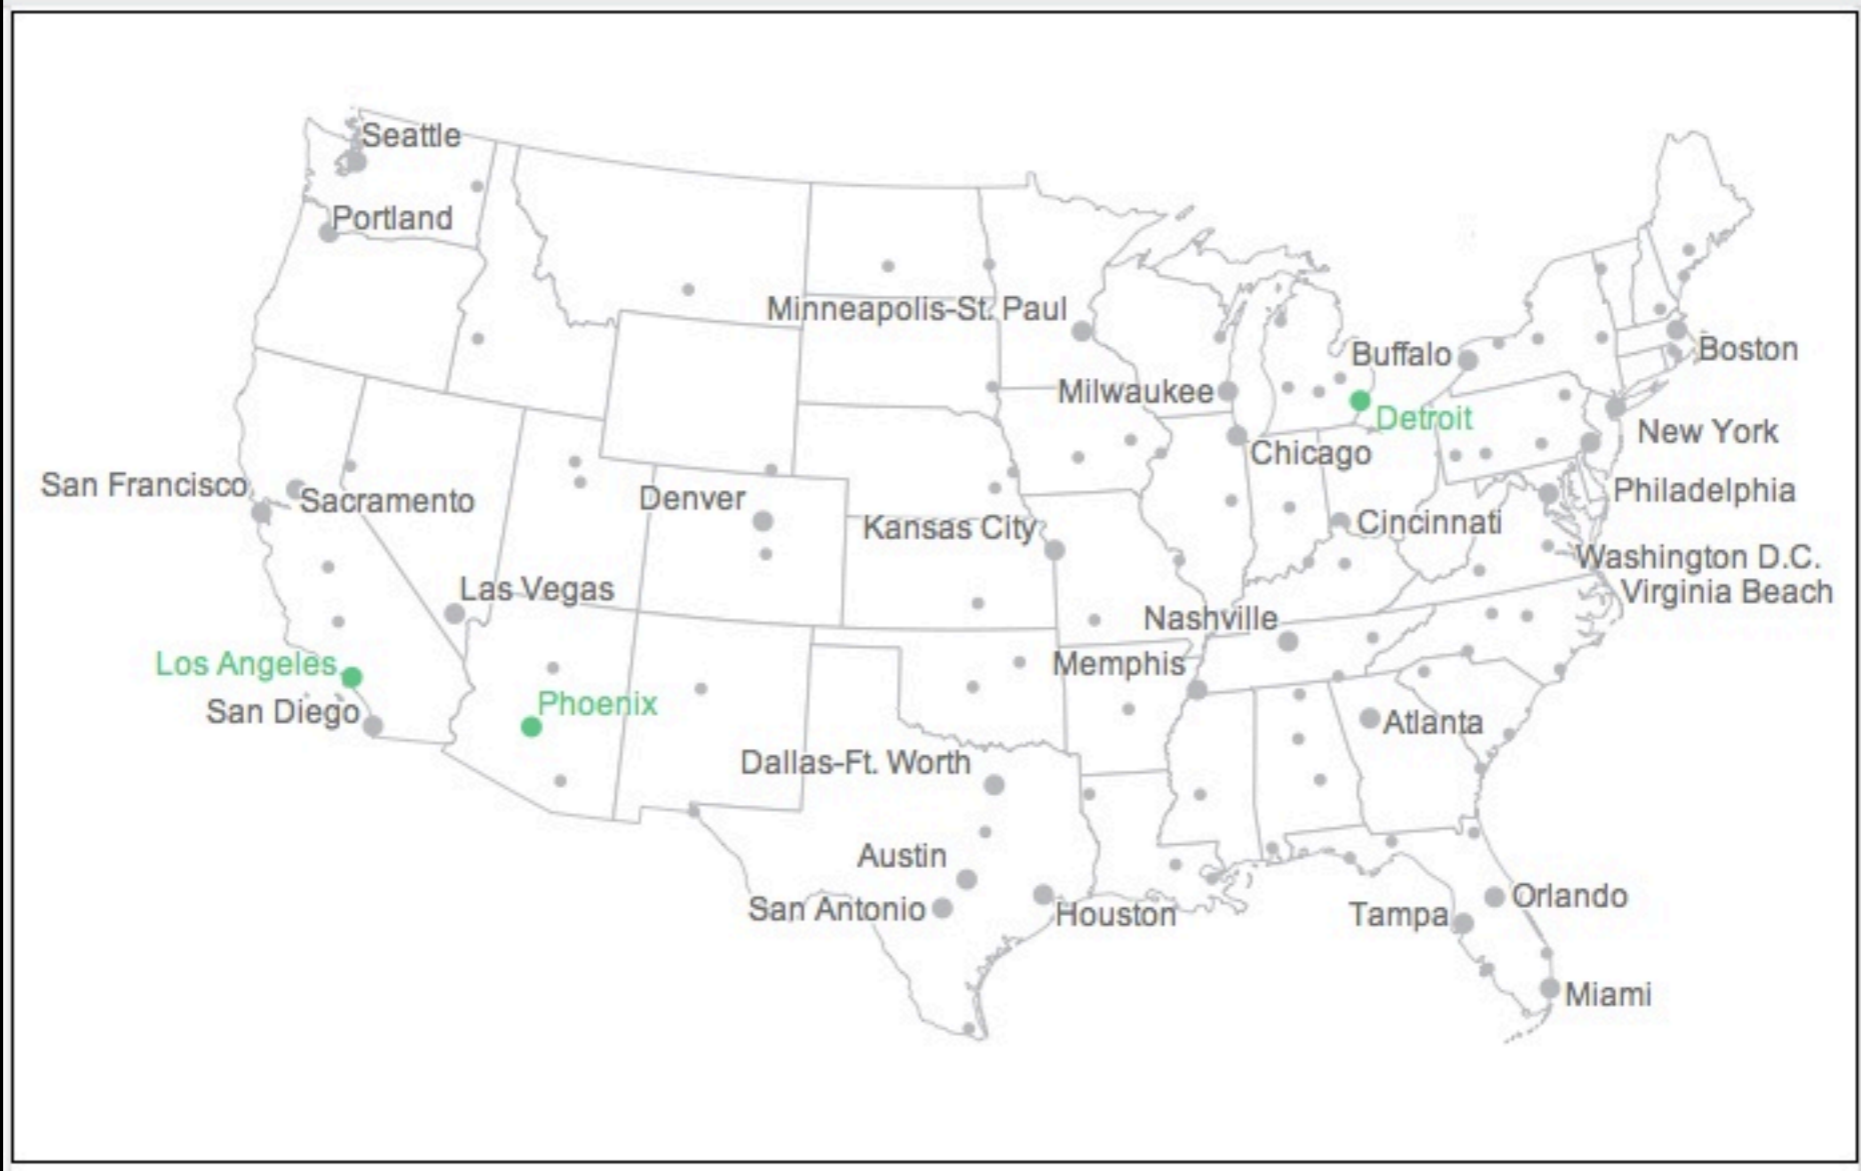 Seattle
Portland
Minneapolis-St. Paul
Buffalo
Boston
Milwaukee
Detroit
New York
Chicago
San Francisco
Sacramento
Denver
Philadelphia
Kansas City
Cincinnati
Washington D.C.
Las Vegas
Virginia Beach
Nashville
Los Angeles
Memphis
Phoenix
San Diego
Atlanta
Dallas-Ft. Worth
Austin
Orlando
San Antonio
Houston
Tampa
Miami